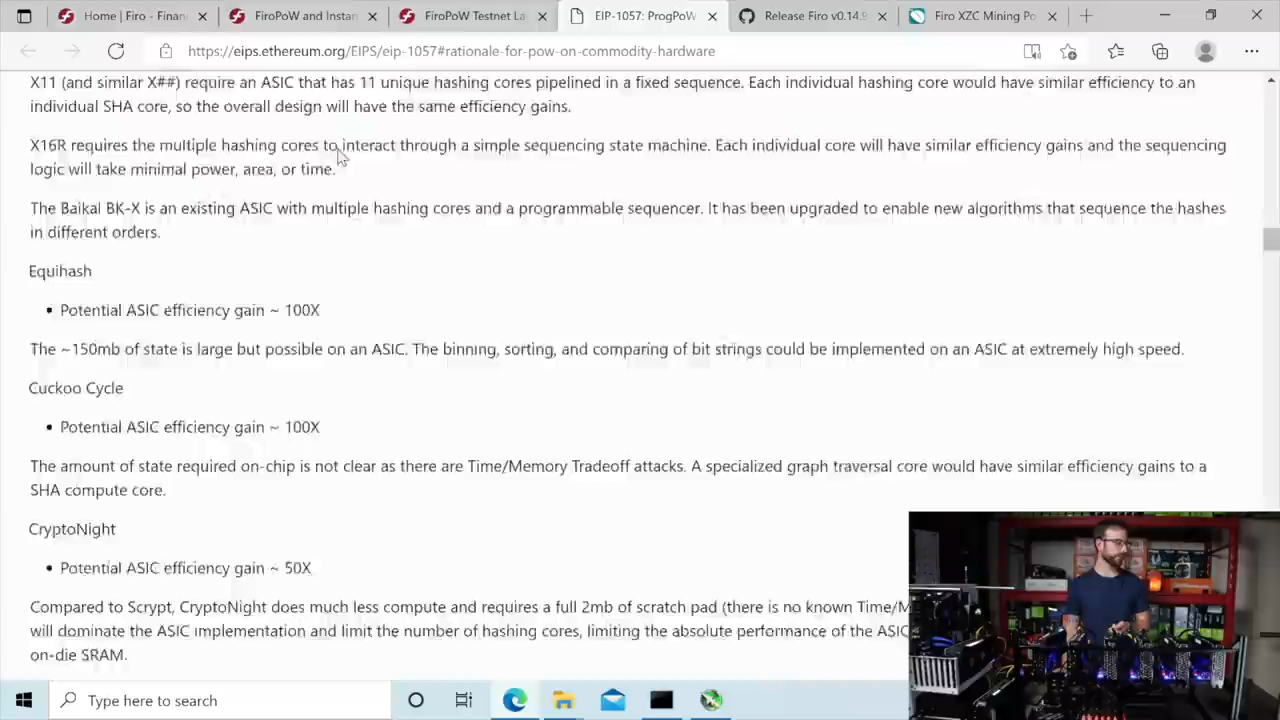 Home | Firo - Finan
FiroPoW and Instan
FiroPoW Testnet La
EIP-1057: ProgPoW
Release Firo v0.14.9
Firo XZC Mining Po
https://eips.ethereum.org/EIPS/eip-1057#rationale-for-pow-on-commodity-hardware
X11 (and similar X##) require an ASIC that has 11 unique hashing cores pipelined in a fixed sequence. Each individual hashing core would have similar efficiency to an
individual SHA core, so the overall design will have the same efficiency gains.
X16R requires the multiple hashing cores to interact through a simple sequencing state machine. Each individual core will have similar efficiency gains and the sequencing
logic will take minimal power, area, or time.
The Baikal BK-X is an existing ASIC with multiple hashing cores and a programmable sequencer. It has been upgraded to enable new algorithms that sequence the hashes
in different orders.
Equihash
• Potential ASIC efficiency gain ~ 100X
The ~150mb of state is large but possible on an ASIC. The binning, sorting, and comparing of bit strings could be implemented on an ASIC at extremely high speed.
Cuckoo Cycle
• Potential ASIC efficiency gain ~ 100X
The amount of state required on-chip is not clear as there are Time/Memory Tradeoff attacks. A specialized graph traversal core would have similar efficiency gains to a
SHA compute core.
CryptoNight
• Potential ASIC efficiency gain ~ 50X
Compared to Scrypt, CryptoNight does much less compute and requires a full 2mb of scratch pad (there is no known Time/M
will dominate the ASIC implementation and limit the number of hashing cores, limiting the absolute performance of the ASIC
on-die SRAM.
Type here to search